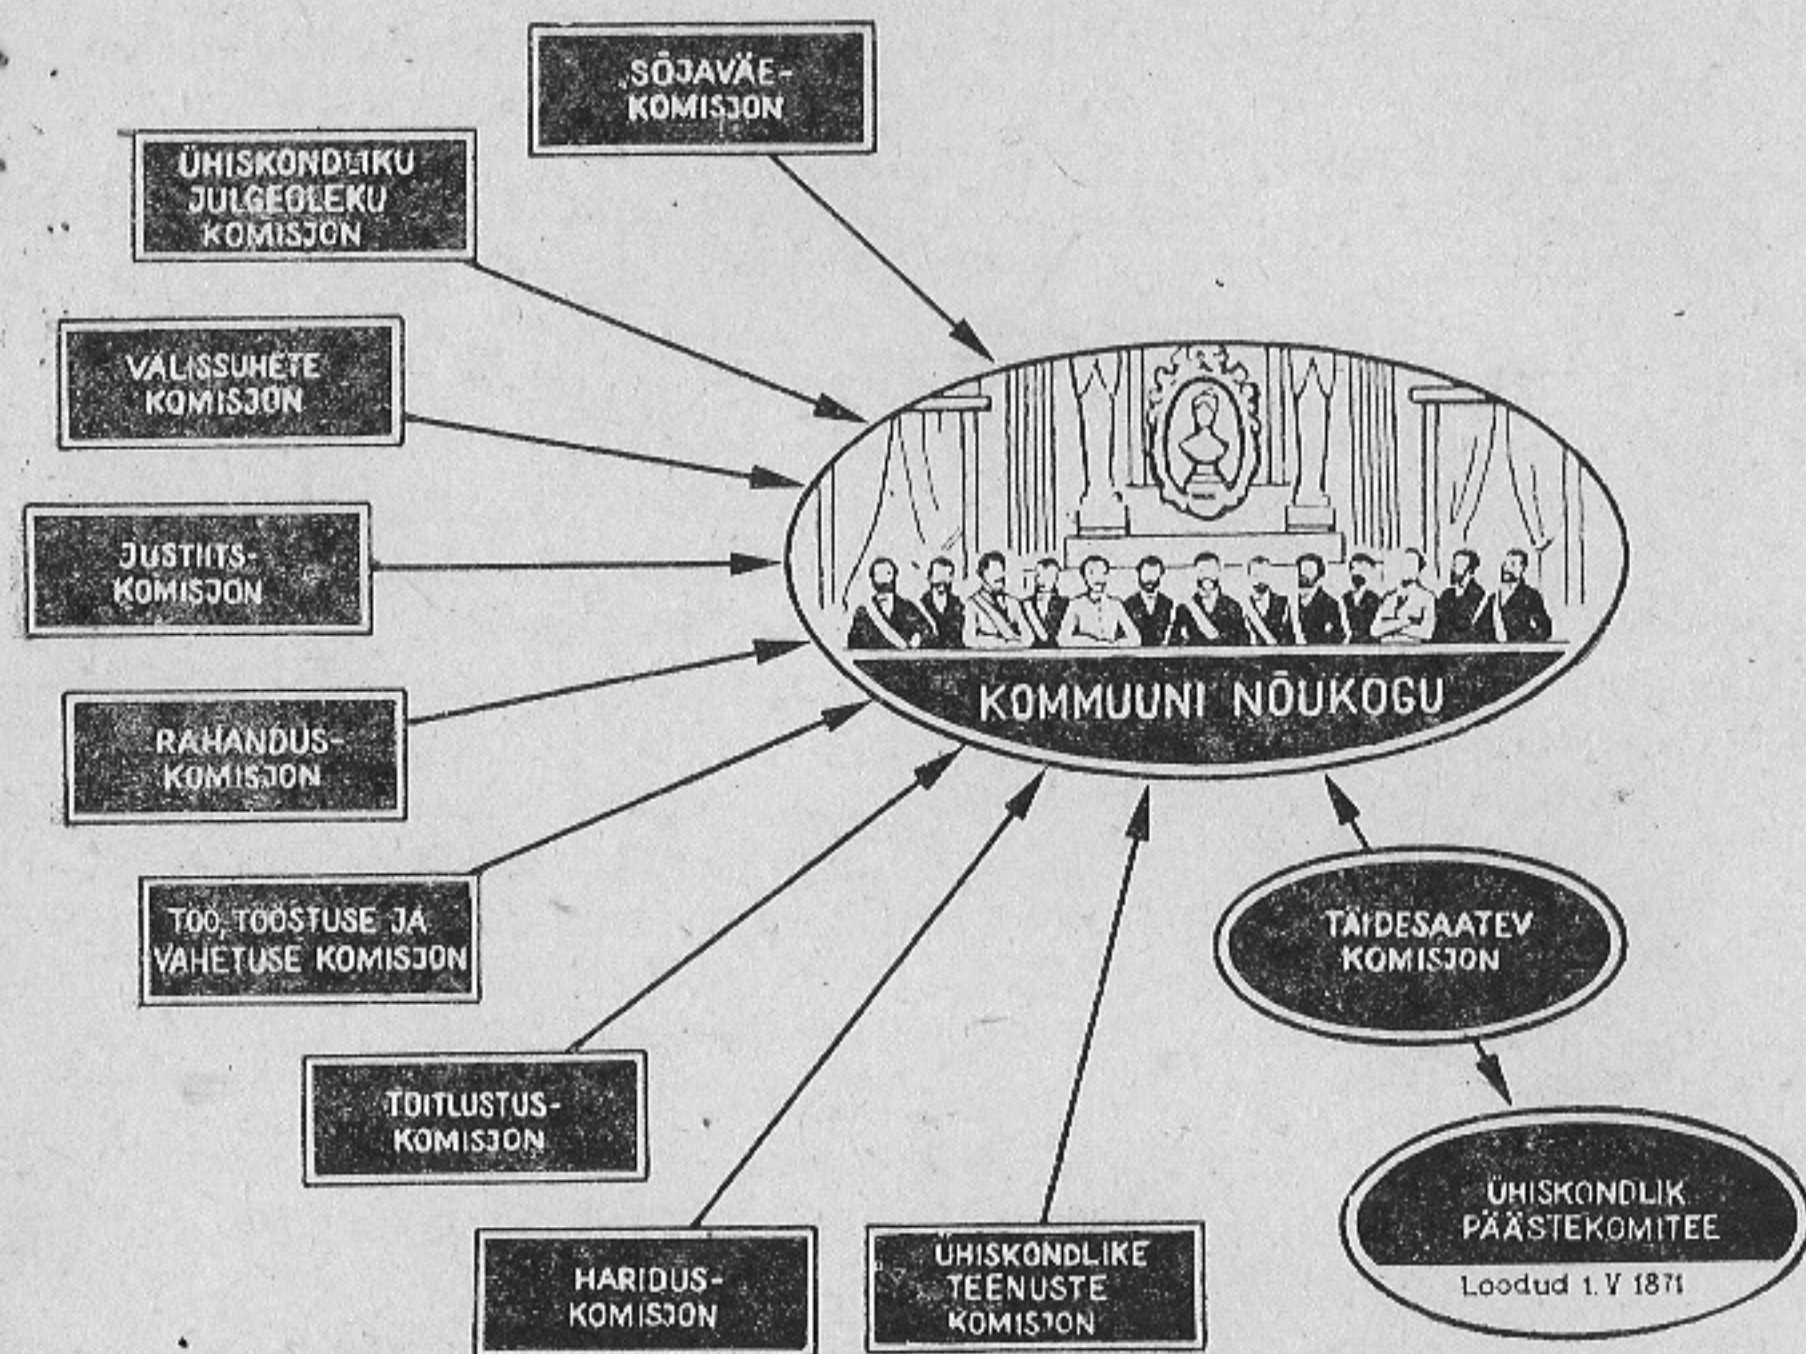 SÕJAVÄE-
KOMISJON
ÜHISKONDLIKU
JULGEOLEKU
KOMISJON
VÄLISSUHETE
KOMISJON
JUSTIITS-
KOMISJON
RAHANDUS-
KOMISJON
TÖÖ, TÖÖSTUSE JA
VAHETUSE KOMISJON
TOITLUSTUS-
KOMISJON
HARIDUS-
KOMISJON
ÜHISKONDLIKE
TEENUSTE
KOMISJON
KOMMUUNI NÕUKOGU
TÄIDESAATEV
KOMISJON
ÜHISKONDLIK
PÄÄSTEKOMITEE
Loodud 1. V 1871